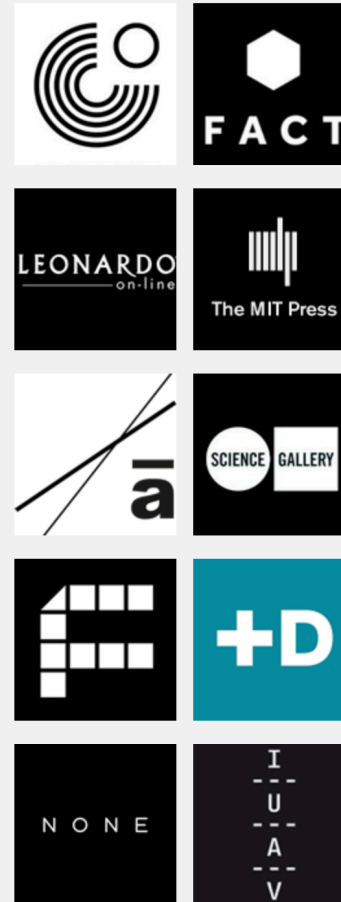 FACT
LEONARDO
on-line
The MIT Press
ā
SCIENCE GALLERY
F
+D
NONE
I
U
A
V